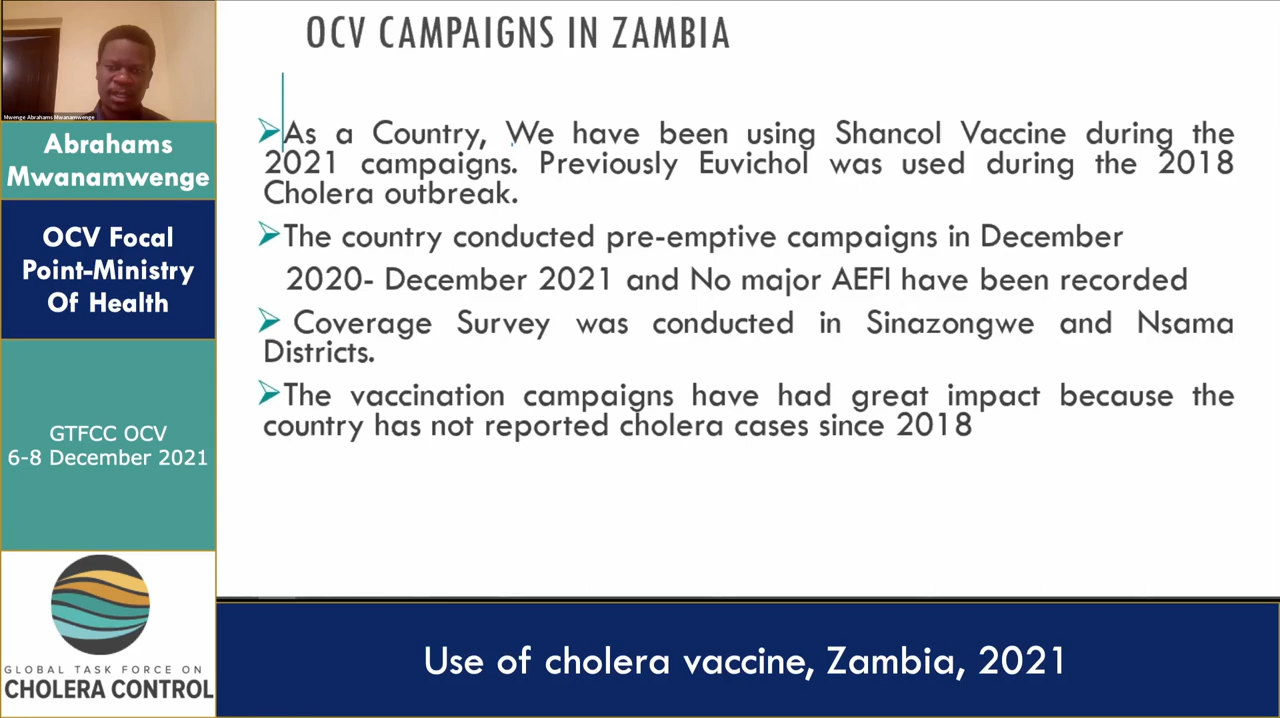 OCV CAMPAIGNS IN ZAMBIA
Mwenge Abrahams Mwanamwenge
Abrahams
Mwanamwenge
OCV Focal
Point-Ministry
Of Health
GTFCC OCV
6-8 December 2021
GLOBAL TASK FORCE ON
CHOLERA CONTROL
As a Country, We have been using Shancol Vaccine during the
2021 campaigns. Previously Euvichol was used during the 2018
Cholera outbreak.
The country conducted pre-emptive campaigns in December
2020- December 2021 and No major AEFI have been recorded
Coverage Survey was conducted in Sinazongwe and Nsama
Districts.
The vaccination campaigns have had great impact because the
country has not reported cholera cases since 2018
Use of cholera vaccine, Zambia, 2021